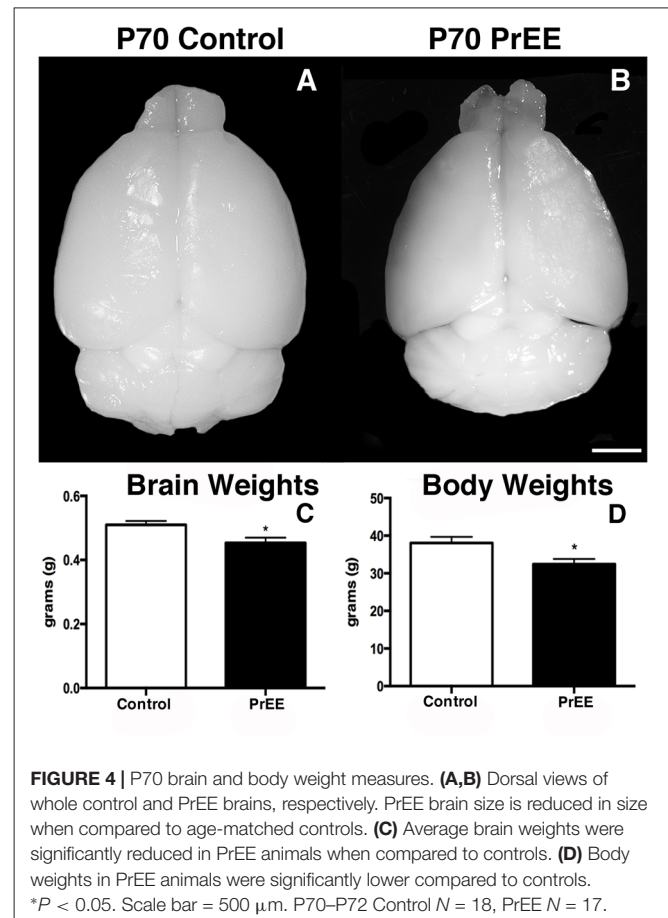 P70 Control
P70 PrEE
A
B
Brain Weights
C
0.6
0.4
0.2
0.0
grams (g)
*
Control
PrEE
Body Weights
D
50
40
30
20
10
0
grams (g)
*
Control
PrEE
FIGURE 4 | P70 brain and body weight measures. (A,B) Dorsal views of
whole control and PrEE brains, respectively. PrEE brain size is reduced in size
when compared to age-matched controls. (C) Average brain weights were
significantly reduced in PrEE animals when compared to controls. (D) Body
weights in PrEE animals were significantly lower compared to controls.
*P < 0.05. Scale bar = 500 μm. P70–P72 Control N = 18, PrEE N = 17.